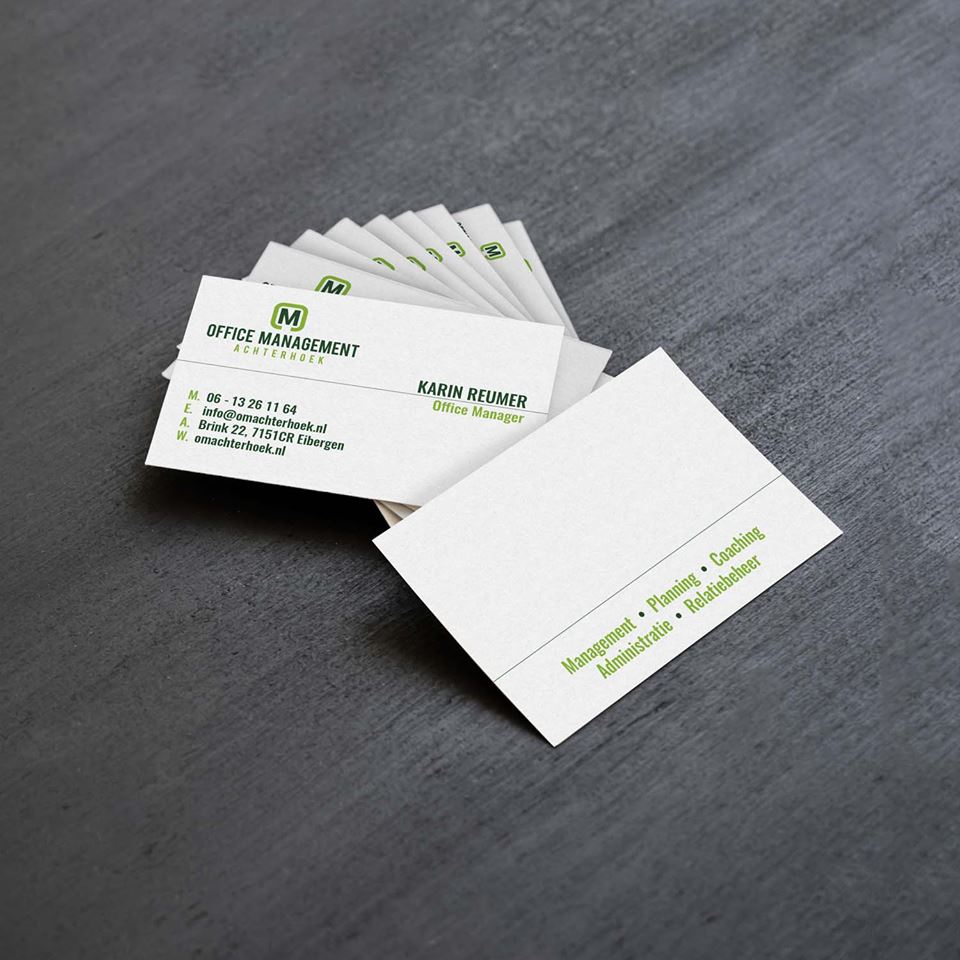 M
OFFICE MANAGEMENT
ACHTERHOEK
KARIN REUMER
Office Manager
M. 06 - 13 26 11 64
E. info@omachterhoek.nl
A. Brink 22, 7151CR Eibergen
W. omachterhoek.nl
M
M
M
Management • Planning • Coaching
Administratie • Relatiebeheer